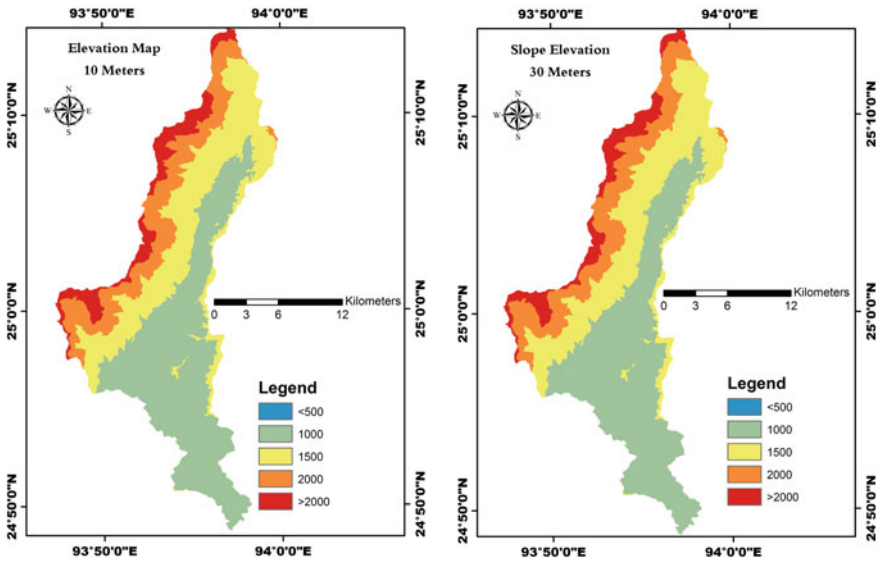 93°50'0"E 94°0'0"E
Elevation Map
10 Meters
N
W E
S
25°10'0"N
25°10'0"N
Kilometers
0 3 6 12
25°0'0"N
25°0'0"N
Legend
<500
1000
1500
2000
>2000
24°50'0"N
24°50'0"N
93°50'0"E 94°0'0"E
93°50'0"E 94°0'0"E
Slope Elevation
30 Meters
N
W E
S
25°10'0"N
25°10'0"N
Kilometers
0 3 6 12
25°0'0"N
25°0'0"N
Legend
<500
1000
1500
2000
>2000
24°50'0"N
24°50'0"N
93°50'0"E 94°0'0"E